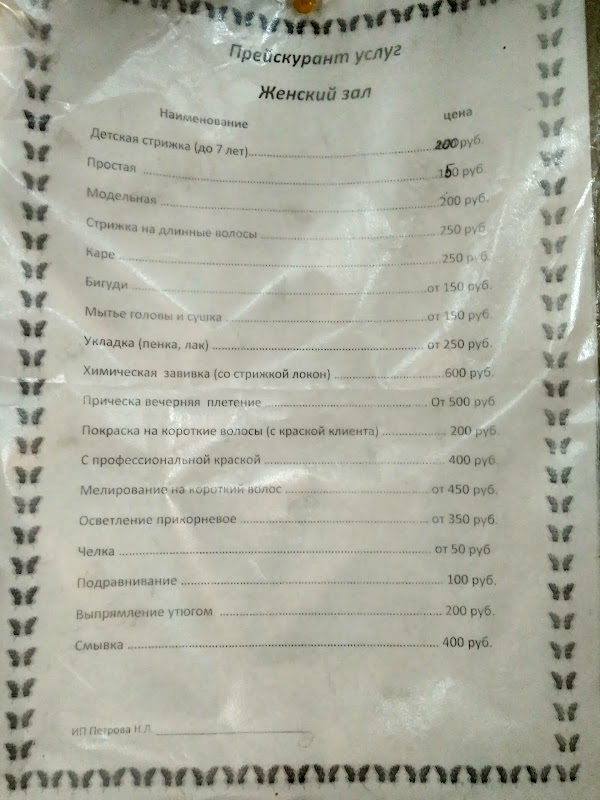 Прейскурант услуг
Женский зал
Наименование цена
Детская стрижка (до 7 лет)........................................200 руб.
Простая ........................................150 руб.
Модельная........................................200 руб.
Стрижка на длинные волосы ........................................250 руб.
Каре ........................................250 руб.
Бигуди........................................от 150 руб.
Мытье головы и сушка ........................................от 150 руб.
Укладка (пенка, лак) ........................................от 250 руб.
Химическая завивка (со стрижкой локон) ........................................600 руб.
Прическа вечерняя плетение ........................................От 500 руб
Покраска на короткие волосы (с краской клиента) ........................................200 руб.
С профессиональной краской ........................................400 руб.
Мелирование на короткий волос ........................................от 450 руб.
Осветление прикорневое ........................................от 350 руб.
Челка ........................................от 50 руб
Подравнивание ........................................100 руб.
Выпрямление утюгом ........................................200 руб.
Смывка ........................................400 руб.
ИП Петрова Н.Л ____________________